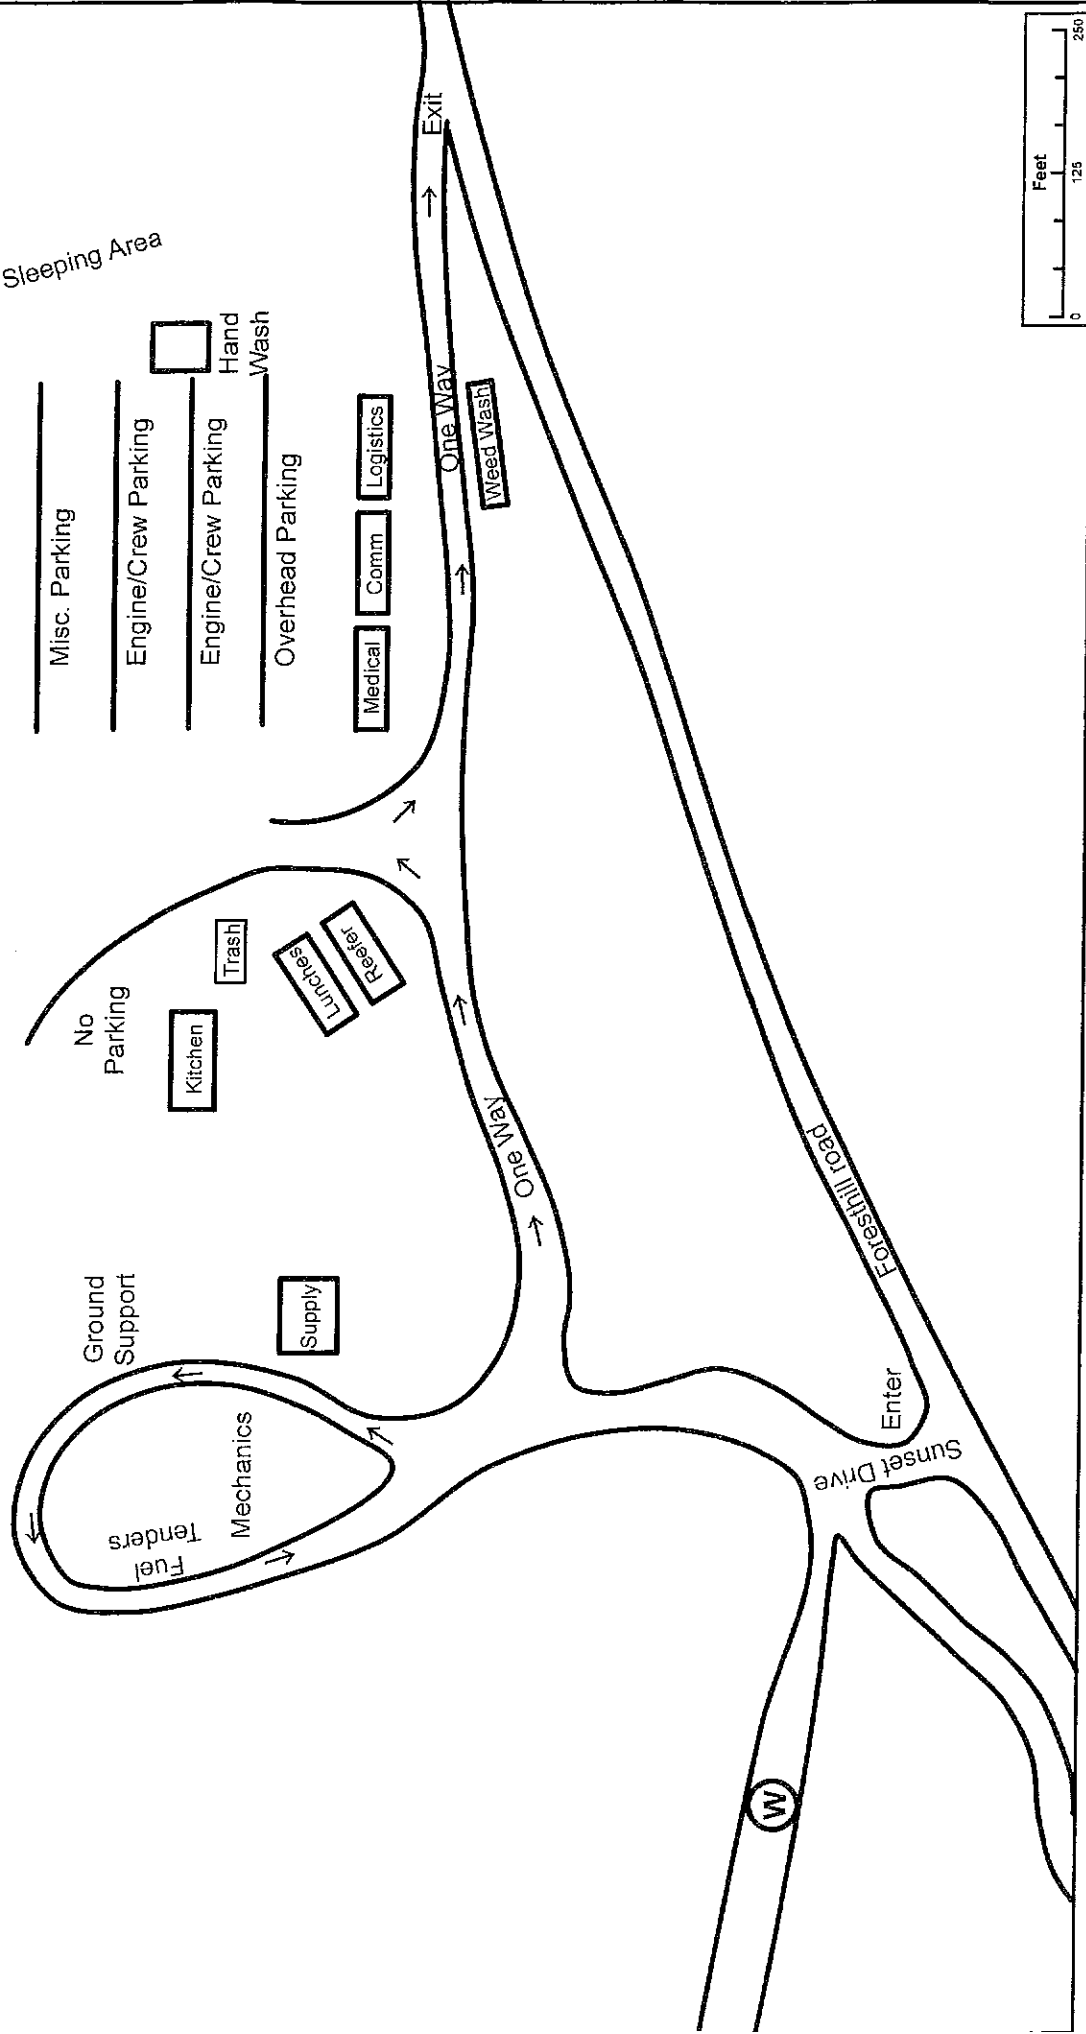 Sleeping Area
Hand
Wash
Misc. Parking
Engine/Crew Parking
Engine/Crew Parking
Overhead Parking
Medical
Comm
Logistics
Exit
One Way
Weed Wash
No
Parking
Trash
Kitchen
Lunches
Reefer
One Way
Ground
Support
Supply
Mechanics
Fuel
Tenders
Foresthill road
Enter
Sunset Drive
W
Feet
0 125 250